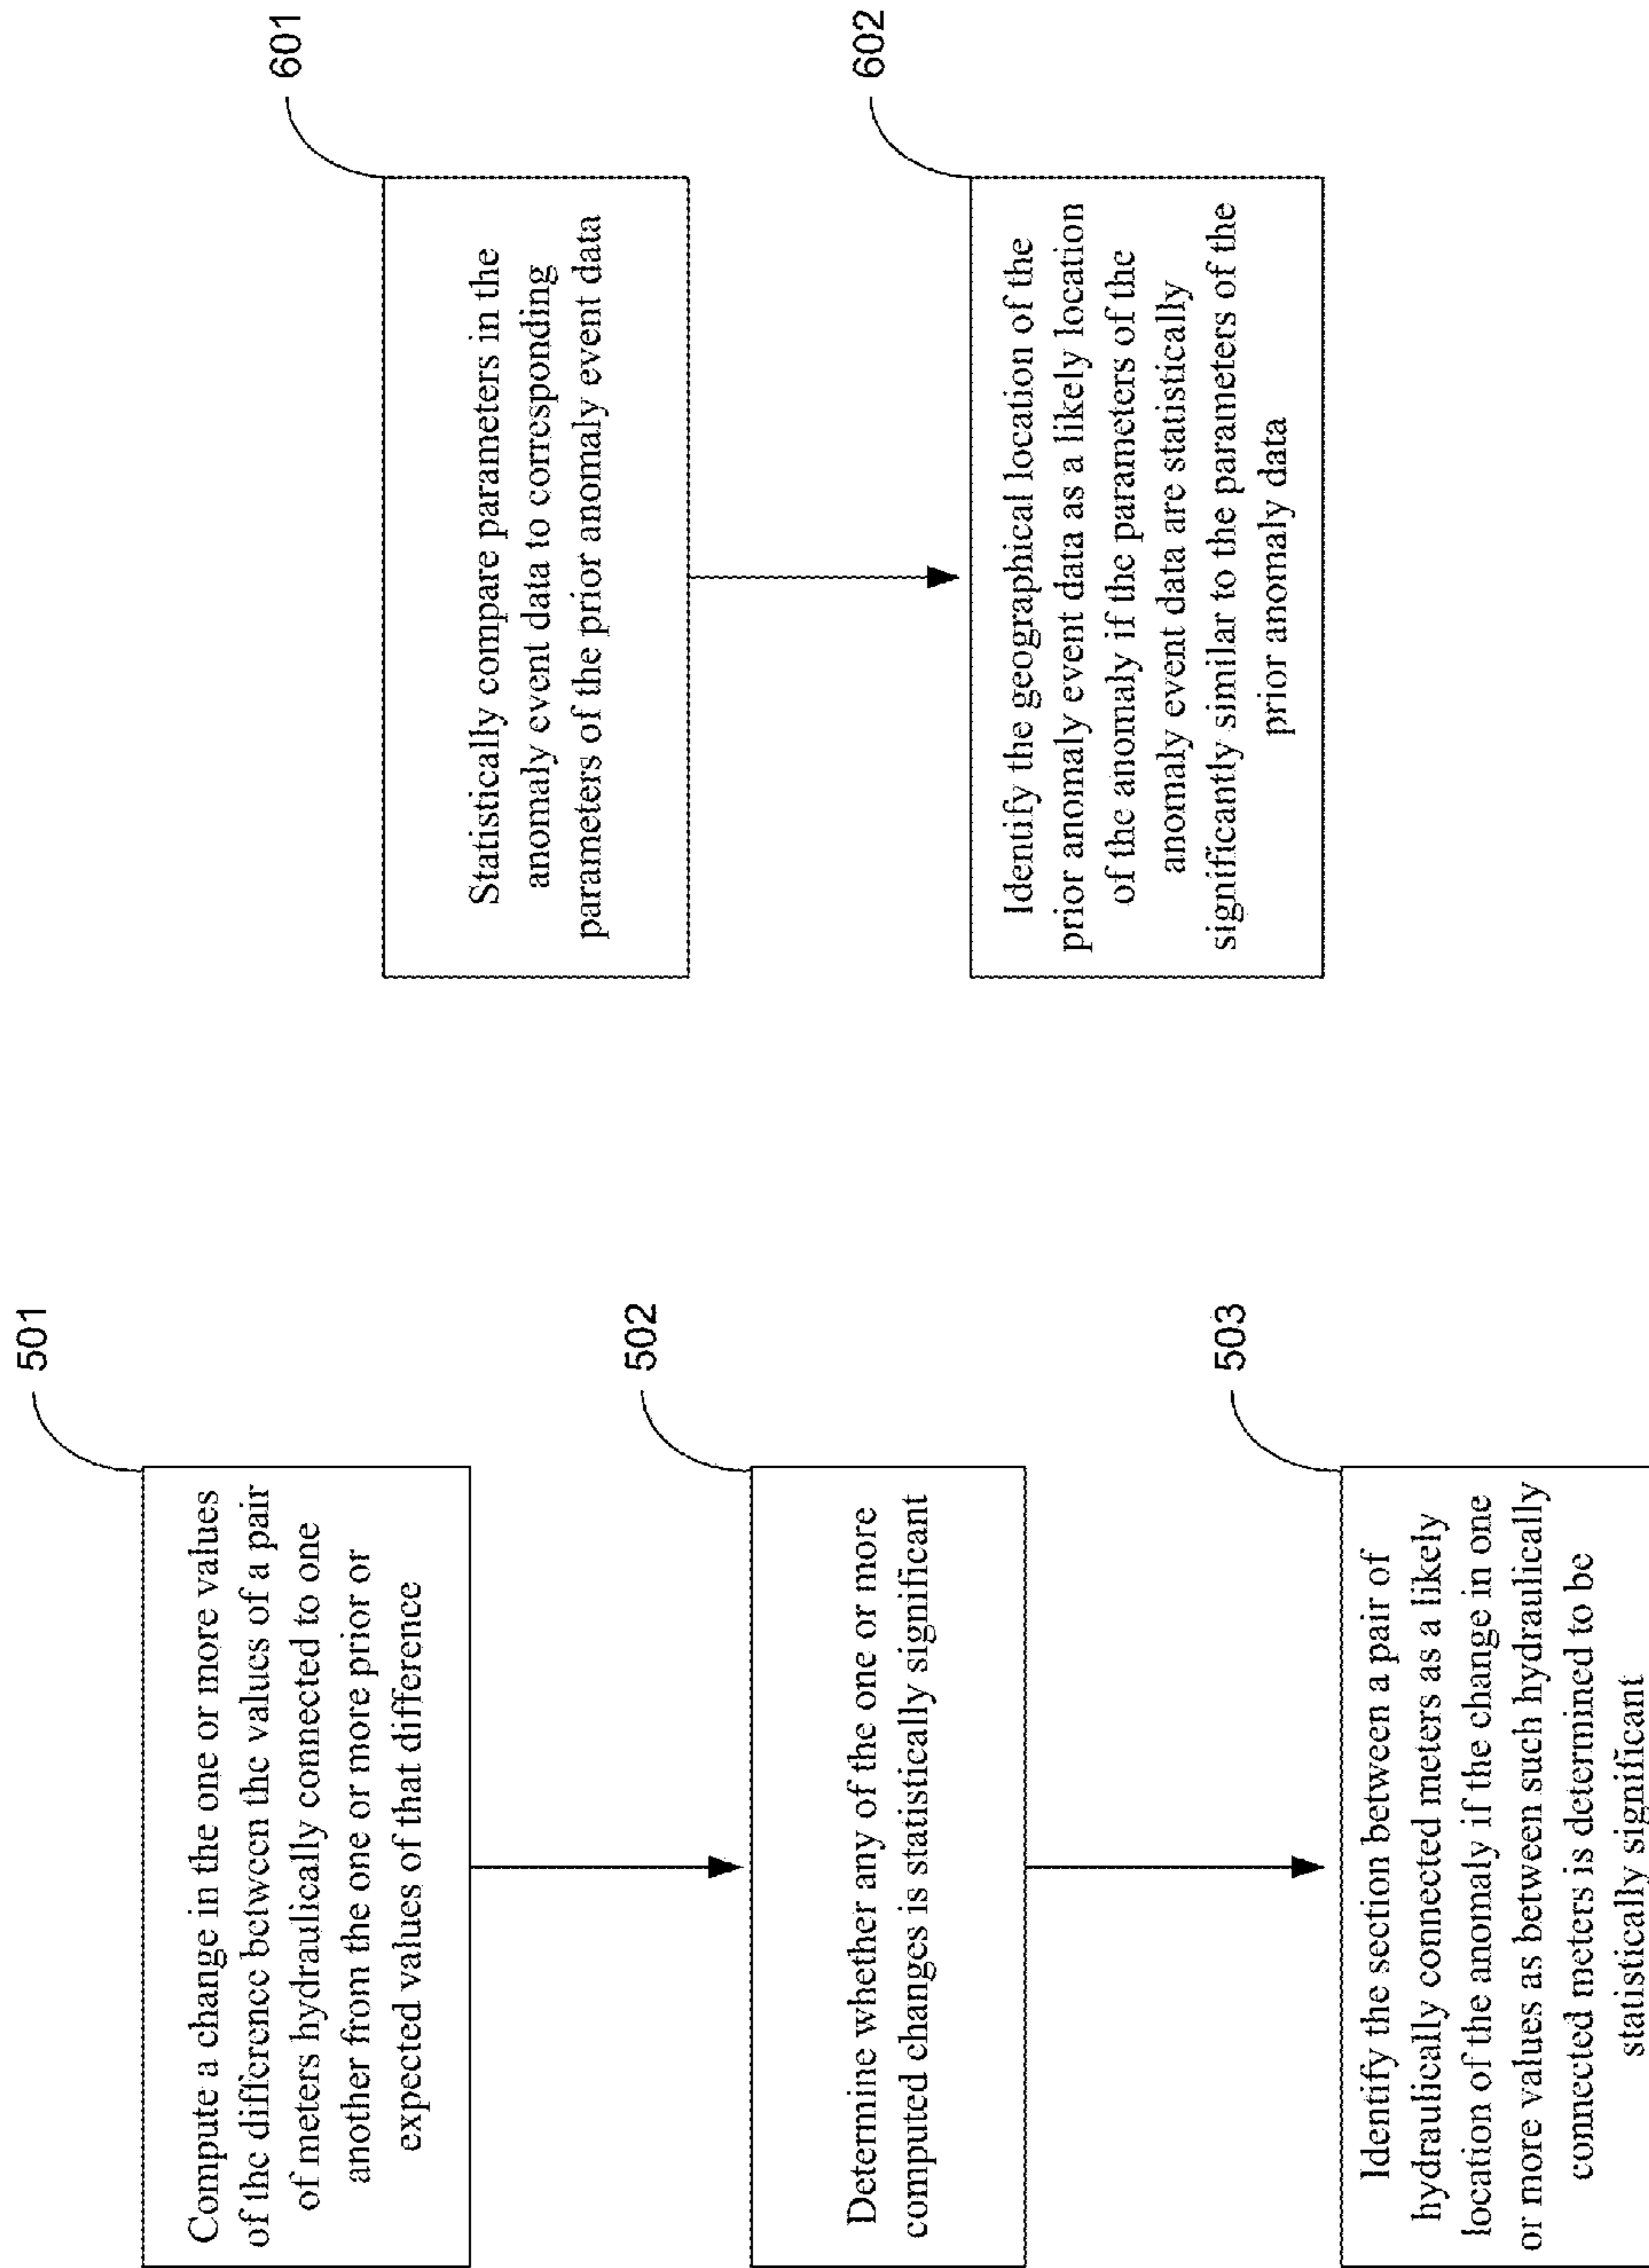 501
Compute a change in the one or more values
of the difference between the values of a pair
of meters hydraulically connected to one
another from the one or more prior or
expected values of that difference
502
Determine whether any of the one or more
computed changes is statistically significant
503
Identify the section between a pair of
hydraulically connected meters as a likely
location of the anomaly if the change in one
or more values as between such hydraulically
connected meters is determined to be
statistically significant
601
Statistically compare parameters in the
anomaly event data to corresponding
parameters of the prior anomaly event data
602
Identify the geographical location of the
prior anomaly event data as a likely location
of the anomaly if the parameters of the
anomaly event data are statistically
significantly similar to the parameters of the
prior anomaly data